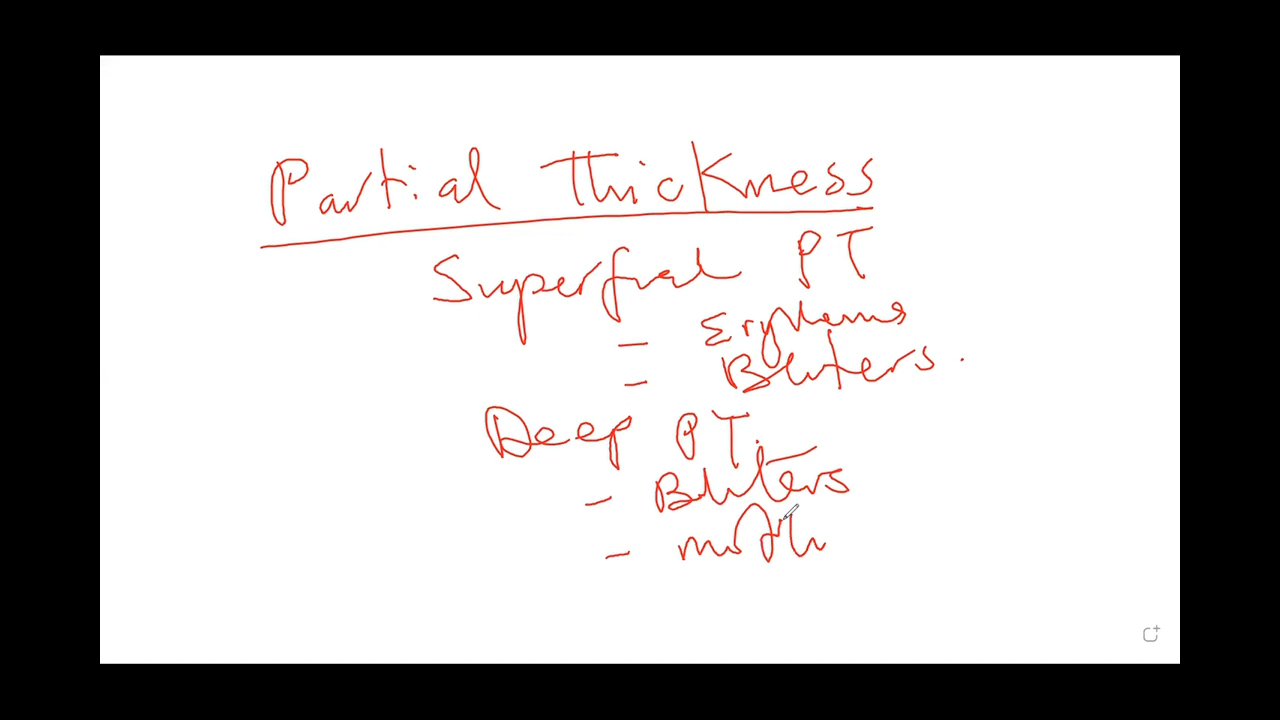 Partial Thickness
Superficial PT
- Erythema
- Blisters.
Deep PT.
- Blisters
-